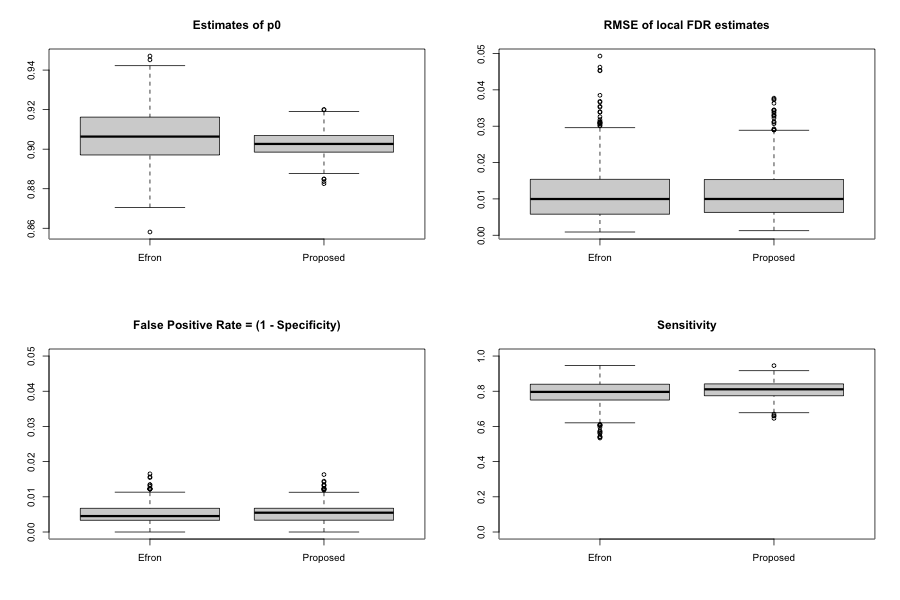 Estimates of p0
0.86 0.88 0.90 0.92 0.94
Efron Proposed
RMSE of local FDR estimates
0.00 0.01 0.02 0.03 0.04 0.05
Efron Proposed
False Positive Rate = (1 - Specificity)
0.00 0.01 0.02 0.03 0.04 0.05
Efron Proposed
Sensitivity
0.0 0.2 0.4 0.6 0.8 1.0
Efron Proposed